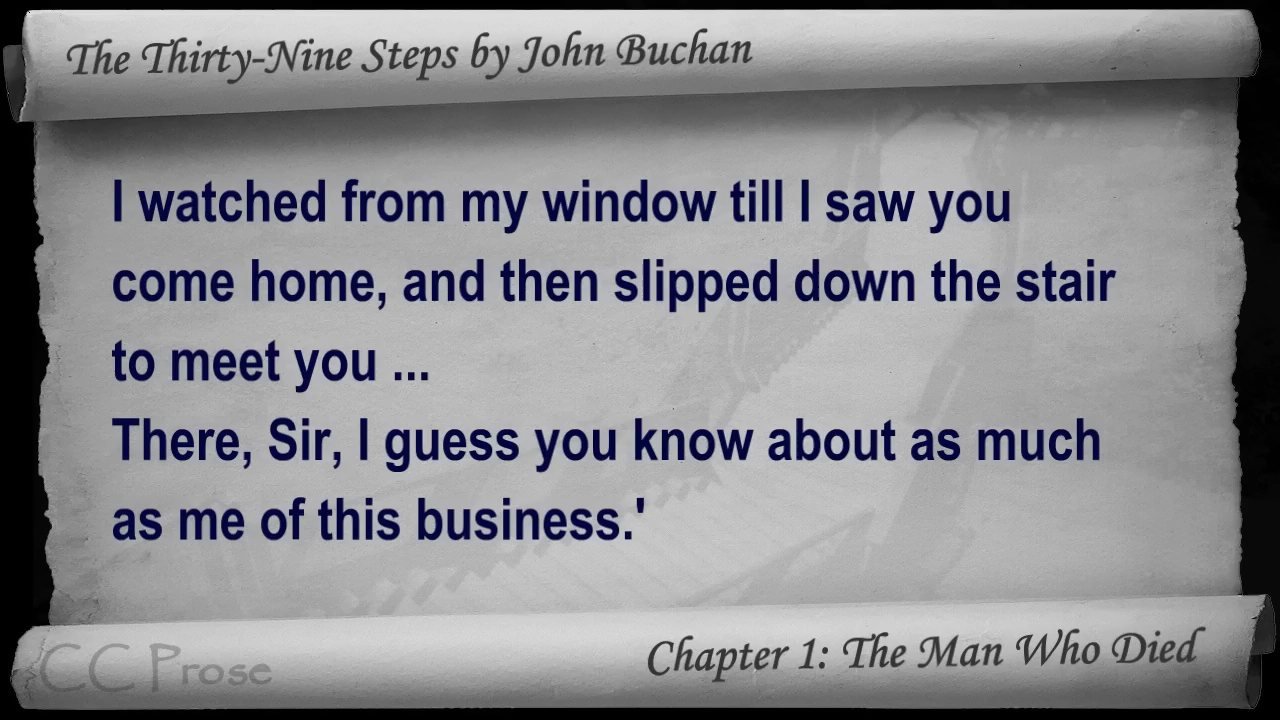 The Thirty-Nine Steps by John Buchan
I watched from my window till I saw you
come home, and then slipped down the stair
to meet you ...
There, Sir, I guess you know about as much
as me of this business.'
CC Prose
Chapter 1: The Man Who Died